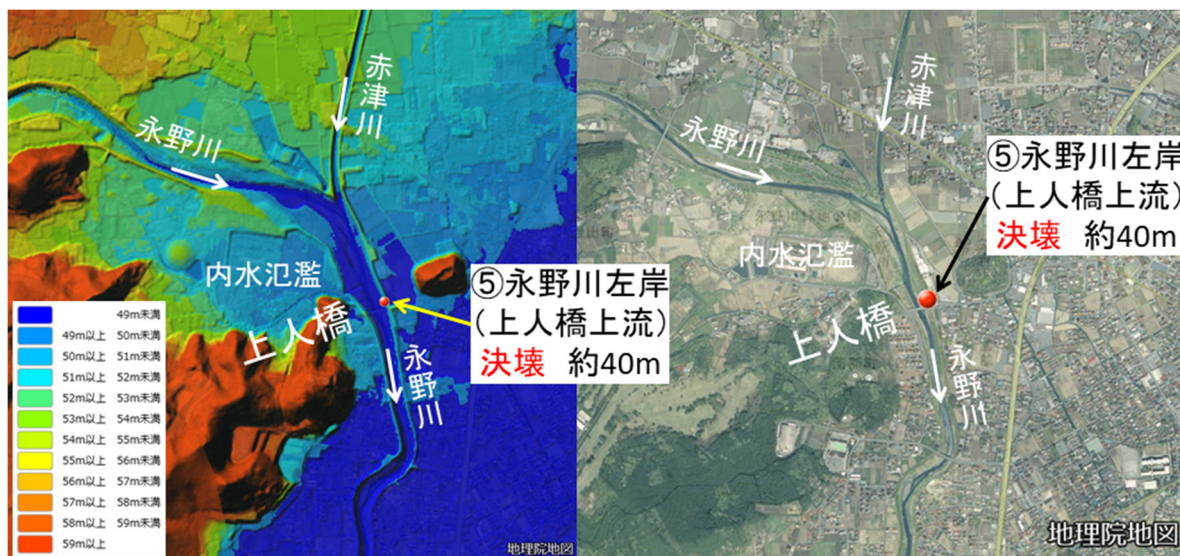 赤津川
永野川
内水氾濫
上人橋
⑤永野川左岸
(上人橋上流)
決壊 約40m
永野川
49m未満
49m以上 50m未満
50m以上 51m未満
51m以上 52m未満
52m以上 53m未満
53m以上 54m未満
54m以上 55m未満
55m以上 56m未満
56m以上 57m未満
57m以上 58m未満
58m以上 59m未満
59m以上
地理院地図
赤津川
永野川
⑤永野川左岸
(上人橋上流)
決壊 約40m
内水氾濫
上人橋
永野川
地理院地図